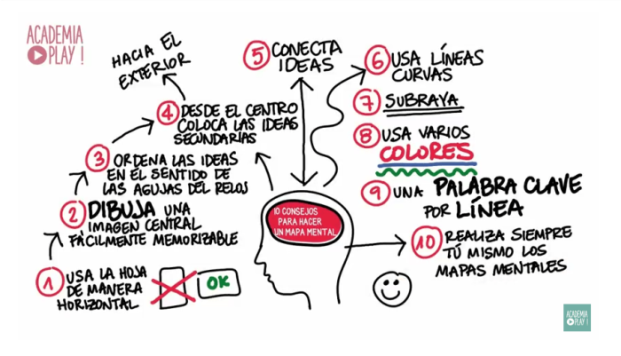 ACADEMIA
PLAY !
HACIA EL
EXTERIOR
5 CONECTA
IDEAS
6 USA LÍNEAS
CURVAS
7 SUBRAYA
8 USA VARIOS
COLORES
4 DESDE EL CENTRO
COLOCA LAS IDEAS
SECUNDARIAS
3 ORDENA LAS IDEAS
EN EL SENTIDO DE
LAS AGUJAS DEL RELOJ
2 DIBUJA UNA
IMAGEN CENTRAL
FÁCILMENTE MEMORIZABLE
1 USA LA HOJA
DE MANERA
HORIZONTAL
OK
10 CONSEJOS
PARA HACER
UN MAPA MENTAL
9 UNA PALABRA CLAVE
POR LÍNEA
10 REALIZA SIEMPRE
TÚ MISMO LOS
MAPAS MENTALES
ACADEMIA
PLAY !